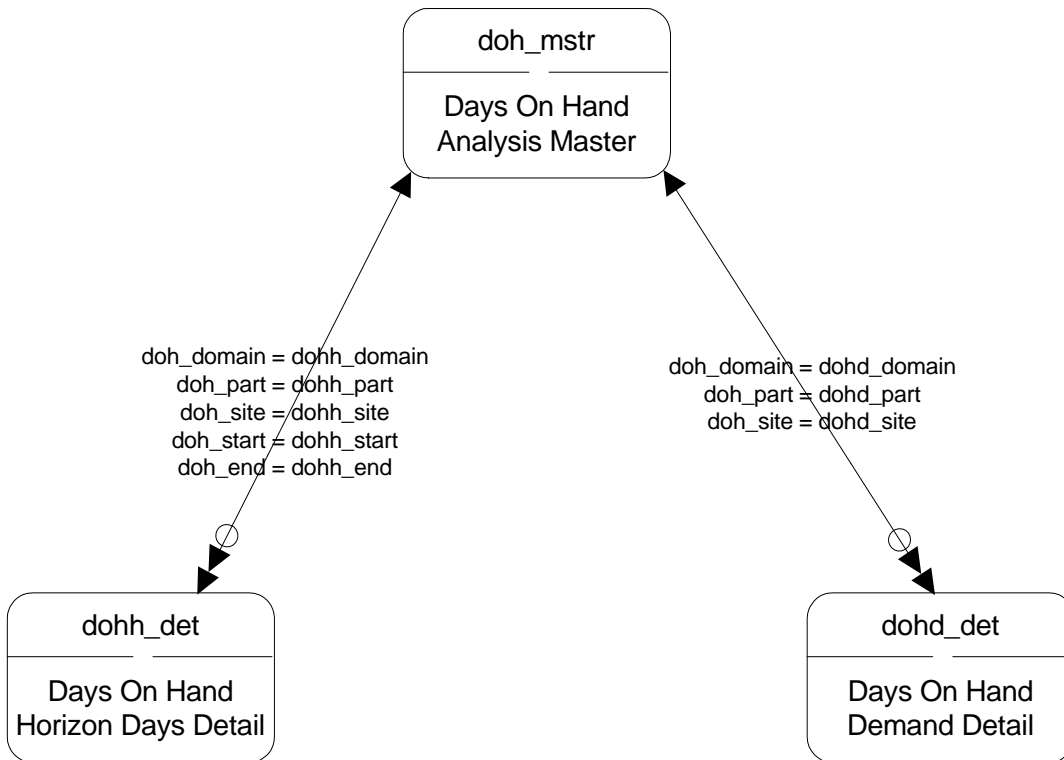 doh_mstr
Days On Hand
Analysis Master
doh_domain = dohh_domain
doh_part = dohh_part
doh_site = dohh_site
doh_start = dohh_start
doh_end = dohh_end
doh_domain = dohd_domain
doh_part = dohd_part
doh_site = dohd_site
dohh_det
Days On Hand
Horizon Days Detail
dohd_det
Days On Hand
Demand Detail